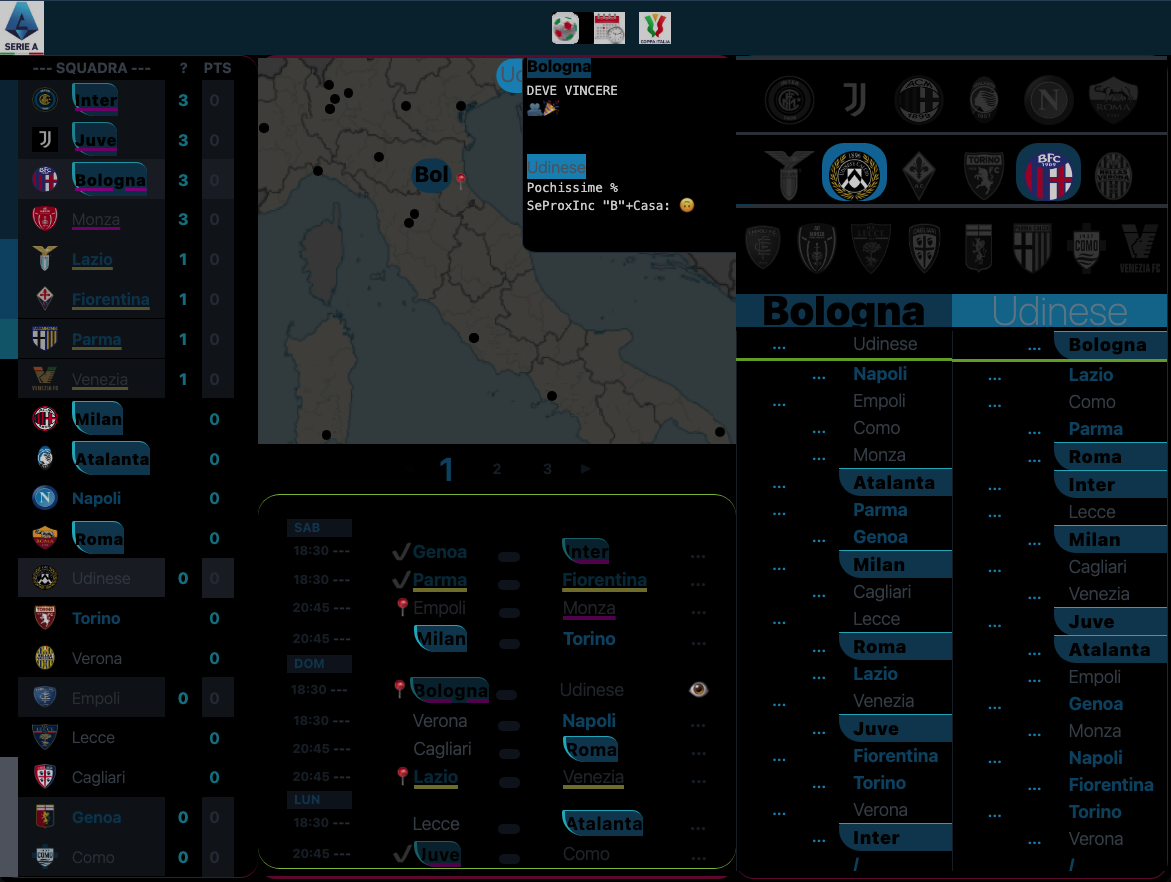 SERIE A
COPPA ITALIA
--- SQUADRA --- ? PTS
Inter 3 0
Juve 3 0
Bologna 3 0
Monza 3 0
Lazio 1 0
Fiorentina 1 0
Parma 1 0
Venezia 1 0
Milan 0
Atalanta 0
Napoli 0
Roma 0
Udinese 0 0
Torino 0
Verona 0
Empoli 0 0
Lecce 0
Cagliari 0
Genoa 0 0
Como 0 0
Bol
Ud
Bologna
DEVE VINCERE
👥🎉
Udinese
Pochissime %
SeProxInc "B"+Casa: 🙃
1 2 3 ►
SAB
18:30 --- ✔Genoa Inter ...
18:30 --- ✔Parma Fiorentina ...
20:45 --- 📍Empoli Monza ...
20:45 --- Milan Torino ...
DOM
18:30 --- 📍Bologna Udinese 👁
18:30 --- Verona Napoli ...
20:45 --- Cagliari Roma ...
20:45 --- 📍Lazio Venezia ...
LUN
18:30 --- Lecce Atalanta ...
20:45 --- ✔Juve Como ...
Bologna Udinese
... Udinese ... Bologna
... Napoli ... Lazio
... Empoli ... Como
... Como ... Parma
... Monza ... Roma
... Atalanta ... Inter
... Parma ... Lecce
... Genoa ... Milan
... Milan ... Cagliari
... Cagliari ... Venezia
... Lecce ... Juve
... Roma ... Atalanta
... Lazio ... Empoli
... Venezia ... Genoa
... Juve ... Monza
... Fiorentina ... Napoli
... Torino ... Fiorentina
... Verona ... Torino
... Inter ... Verona
/ /